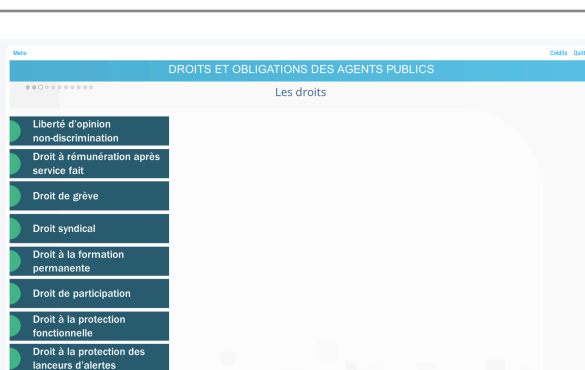 Menu
Crédits
DROITS ET OBLIGATIONS DES AGENTS PUBLICS
Les droits
Liberté d'opinion
non-discrimination
Droit à rémunération après
service fait
Droit de grève
Droit syndical
Droit à la formation
permanente
Droit de participation
Droit à la protection
fonctionnelle
Droit à la protection des
lanceurs d'alertes